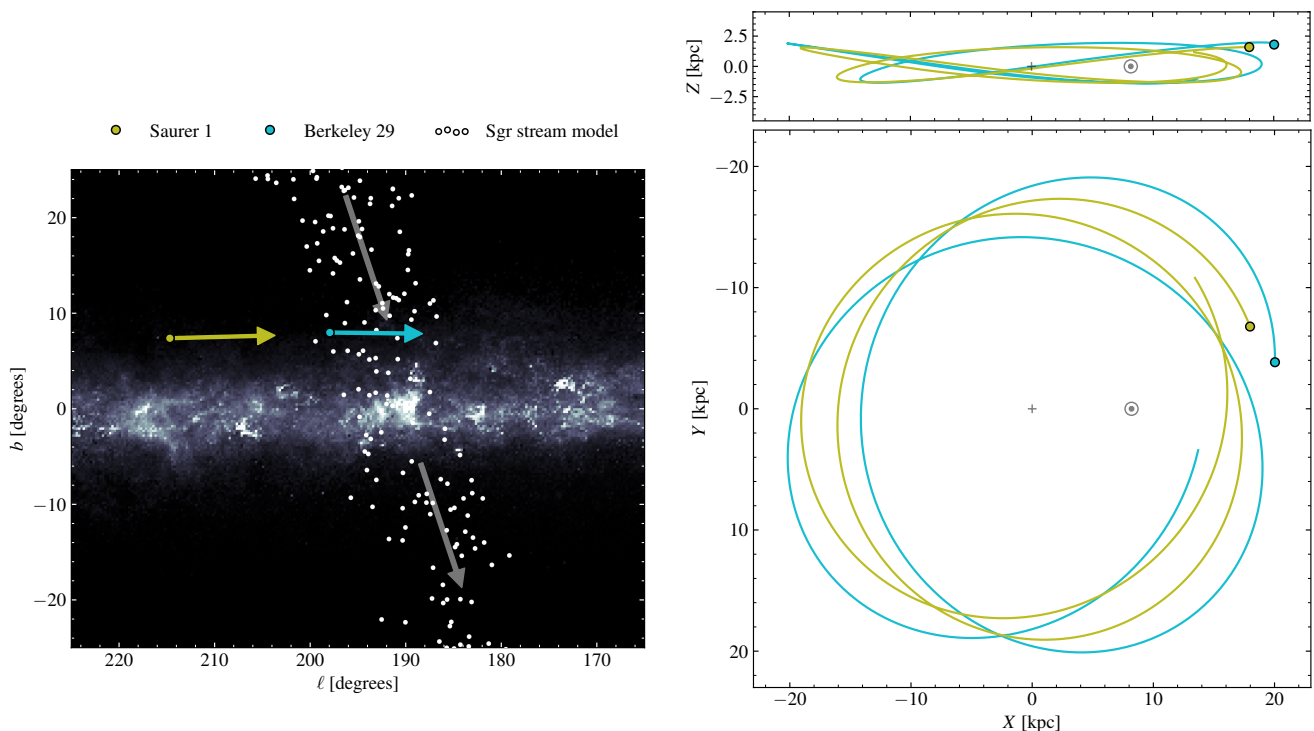 Saurer 1 Berkeley 29 Sgr stream model
20
10
0
−10
−20
b [degrees]
220 210 200 190 180 170
ℓ [degrees]
2.5
0.0
−2.5
Z [kpc]
−20
−10
0
10
20
Y [kpc]
−20 −10 0 10 20
X [kpc]